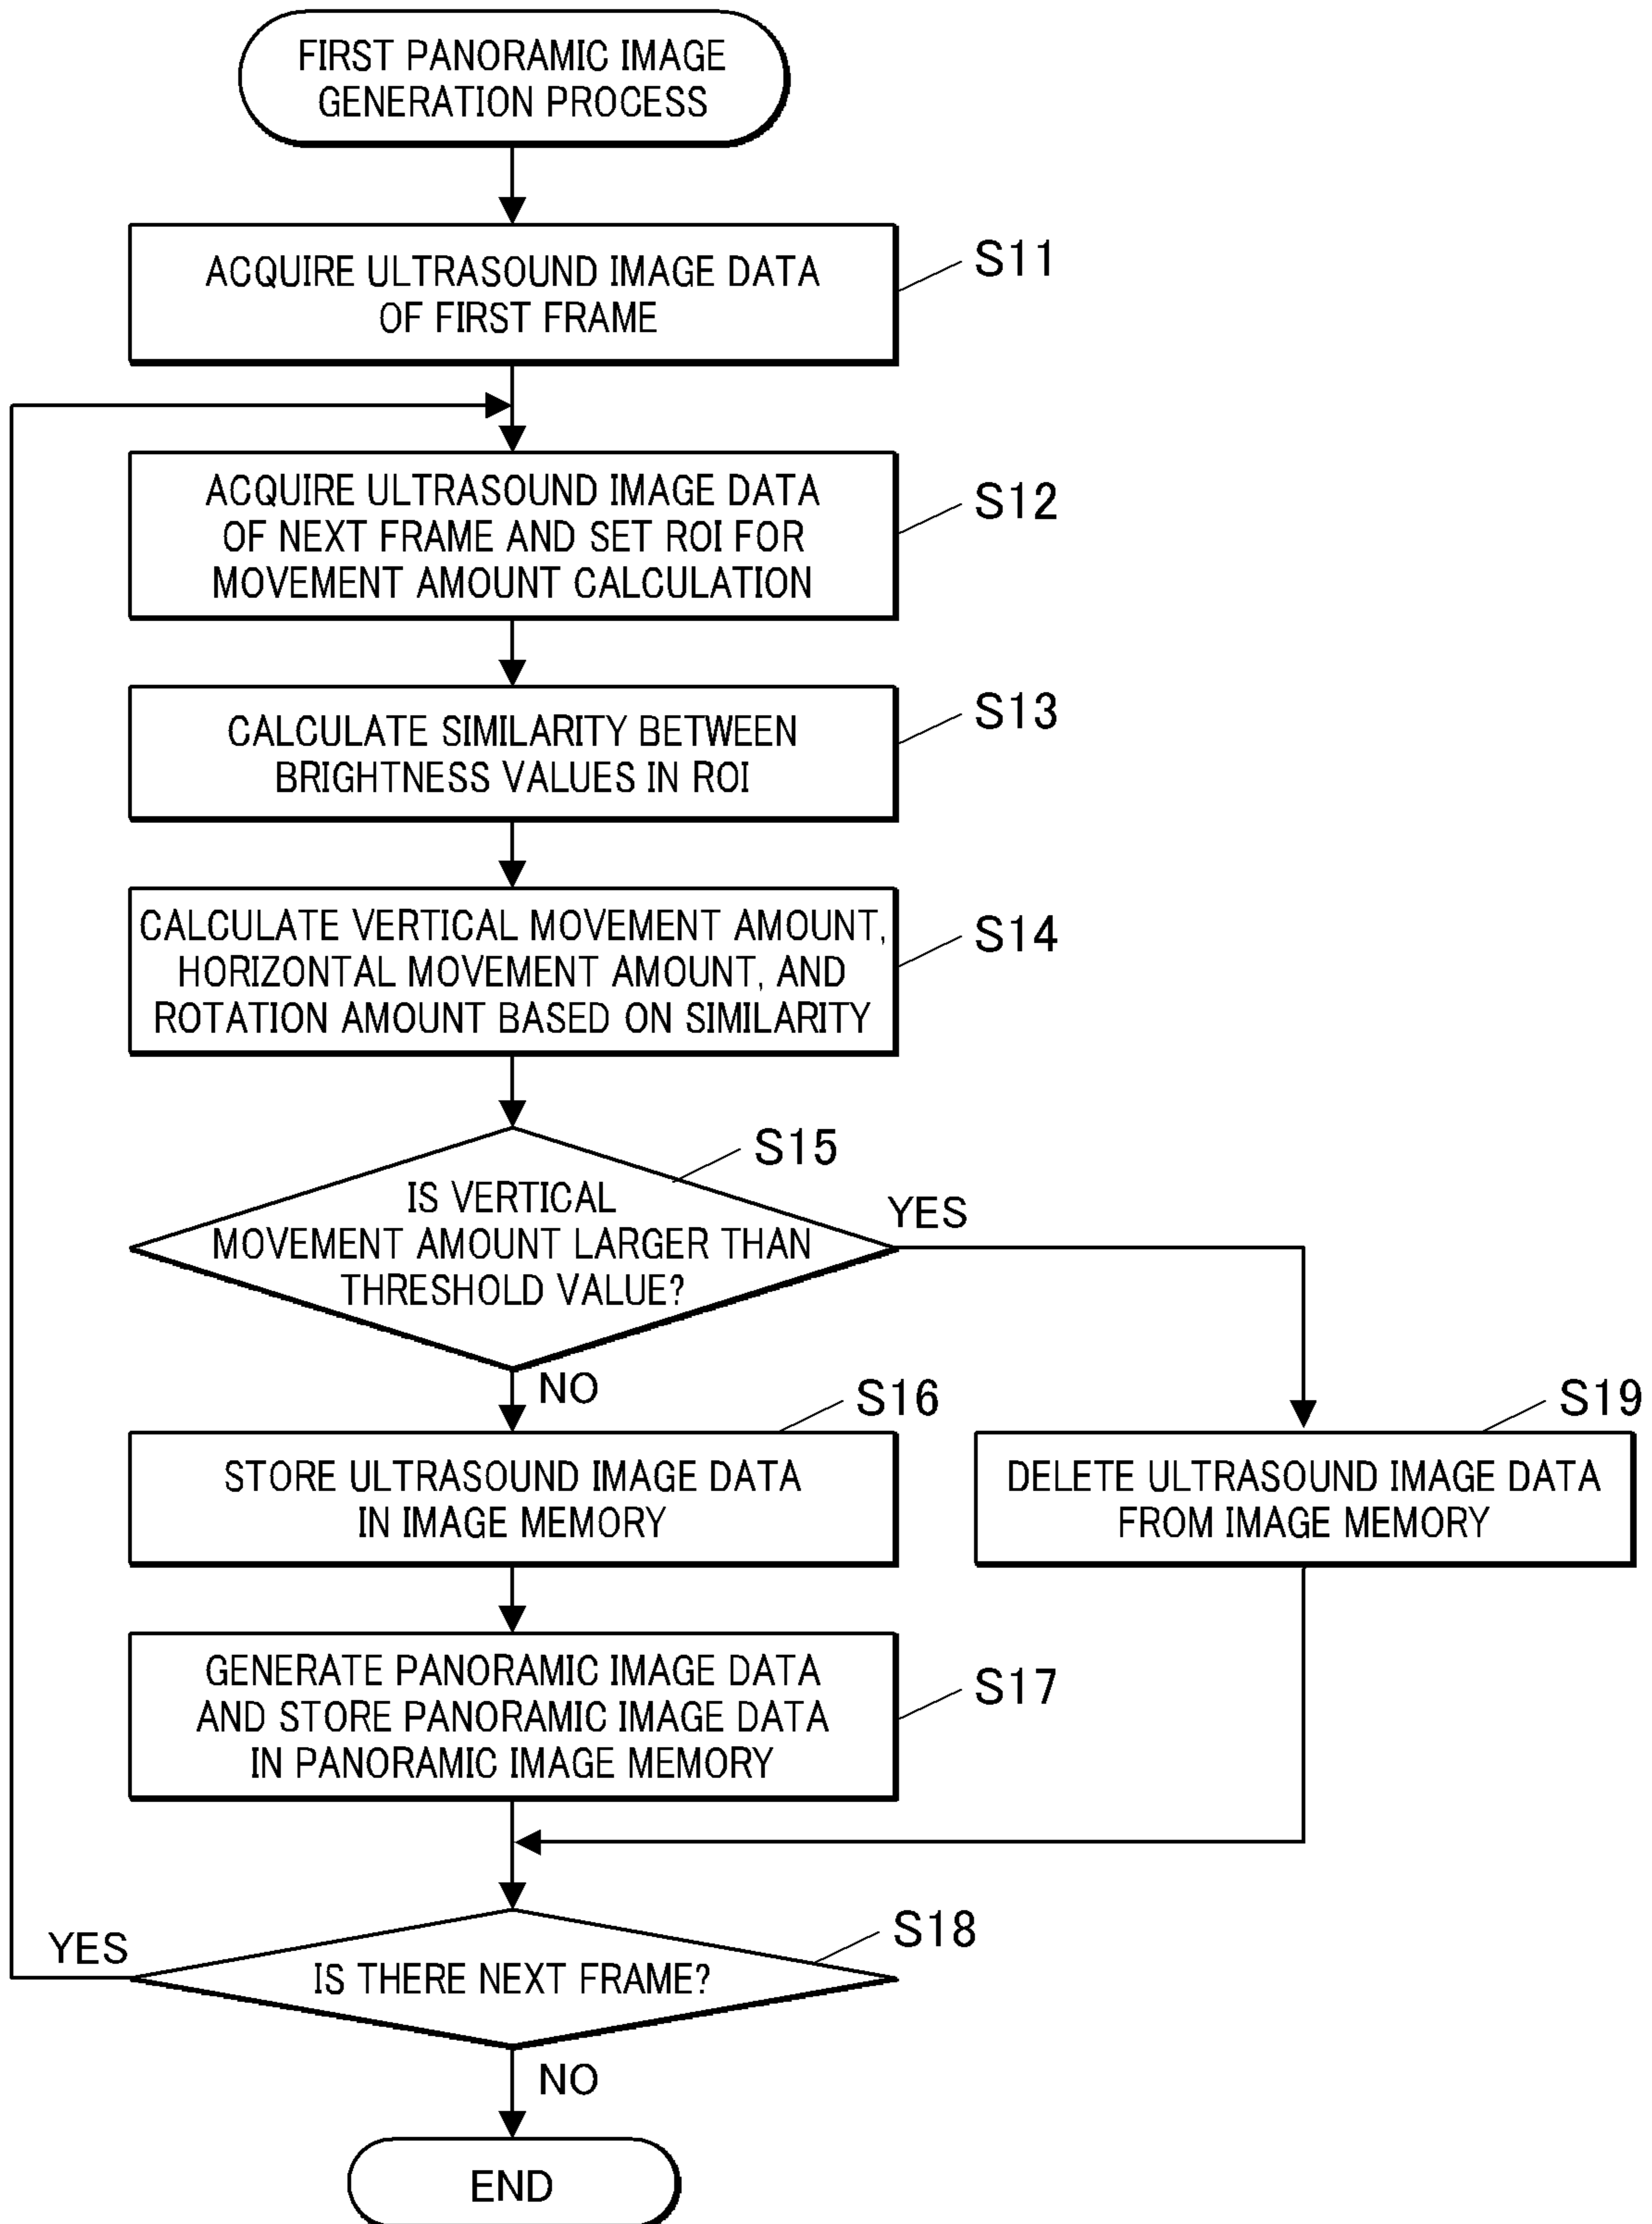 FIRST PANORAMIC IMAGE
GENERATION PROCESS
ACQUIRE ULTRASOUND IMAGE DATA
OF FIRST FRAME
S11
ACQUIRE ULTRASOUND IMAGE DATA
OF NEXT FRAME AND SET ROI FOR
MOVEMENT AMOUNT CALCULATION
S12
CALCULATE SIMILARITY BETWEEN
BRIGHTNESS VALUES IN ROI
S13
CALCULATE VERTICAL MOVEMENT AMOUNT,
HORIZONTAL MOVEMENT AMOUNT, AND
ROTATION AMOUNT BASED ON SIMILARITY
S14
S15
IS VERTICAL
MOVEMENT AMOUNT LARGER THAN
THRESHOLD VALUE?
YES
NO
S16
STORE ULTRASOUND IMAGE DATA
IN IMAGE MEMORY
S19
DELETE ULTRASOUND IMAGE DATA
FROM IMAGE MEMORY
GENERATE PANORAMIC IMAGE DATA
AND STORE PANORAMIC IMAGE DATA
IN PANORAMIC IMAGE MEMORY
S17
S18
YES
IS THERE NEXT FRAME?
NO
END